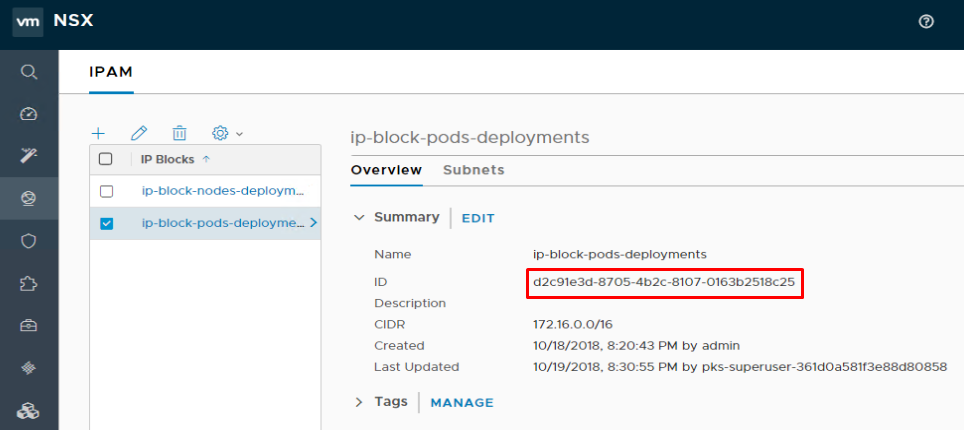 vm NSX
IPAM
IP Blocks
ip-block-nodes-deploym...
ip-block-pods-deployme...
ip-block-pods-deployments
Overview Subnets
Summary EDIT
Name ip-block-pods-deployments
ID d2c91e3d-8705-4b2c-8107-0163b2518c25
Description
CIDR 172.16.0.0/16
Created 10/18/2018, 8:20:43 PM by admin
Last Updated 10/19/2018, 8:30:55 PM by pks-superuser-361d0a581f3e88d80858
Tags MANAGE